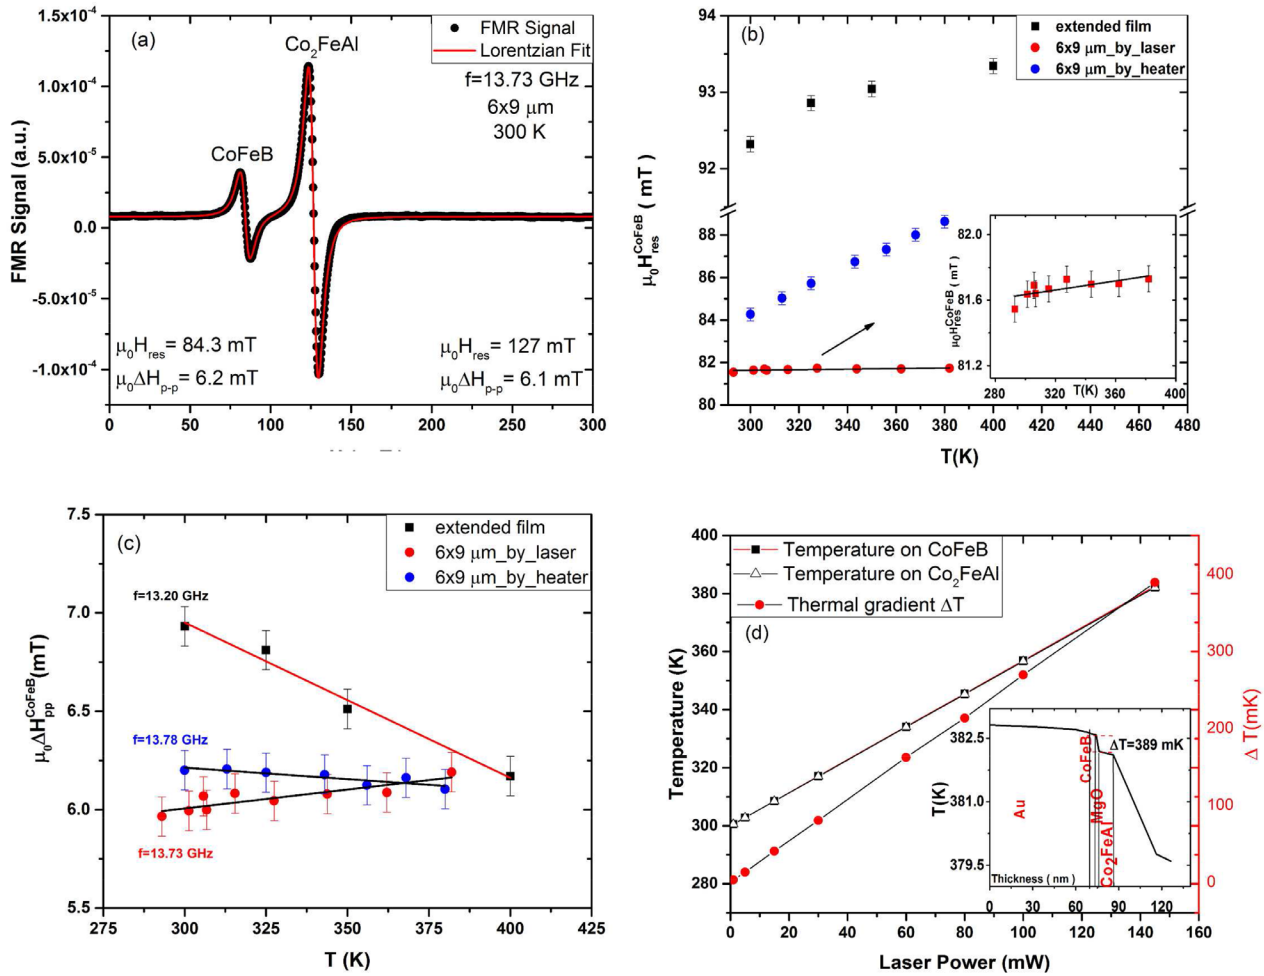 (a)
FMR Signal
Lorentzian Fit
CoFeB
Co₂FeAl
f=13.73 GHz
6x9 μm
300 K
1.5x10⁻⁴
1.0x10⁻⁴
5.0x10⁻⁵
0.0
-5.0x10⁻⁵
-1.0x10⁻⁴
FMR Signal (a.u.)
μ₀H_res = 84.3 mT
μ₀ΔH_p-p = 6.2 mT
μ₀H_res = 127 mT
μ₀ΔH_p-p = 6.1 mT
0 50 100 150 200 250 300
(b)
extended film
6x9 μm_by_laser
6x9 μm_by_heater
94
93
92
88
86
84
82
80
μ₀H_res^CoFeB ( mT )
300 320 340 360 380 400 420 440 460 480
T(K)
82.0
81.6
81.2
μ₀H_res^CoFeB ( mT )
280 320 360 400
T(K)
(c)
extended film
6x9 μm_by_laser
6x9 μm_by_heater
f=13.20 GHz
f=13.78 GHz
f=13.73 GHz
7.5
7.0
6.5
6.0
5.5
μ₀ΔH_pp^CoFeB(mT)
275 300 325 350 375 400 425
T (K)
(d)
Temperature on CoFeB
Temperature on Co₂FeAl
Thermal gradient ΔT
400
380
360
340
320
300
280
Temperature (K)
400
300
200
100
0
Δ T(mK)
0 20 40 60 80 100 120 140 160
Laser Power (mW)
382.5
381.0
379.5
T(K)
ΔT=389 mK
Au
CoFeB
MgO
Co₂FeAl
Thickness ( nm )
0 30 60 90 120